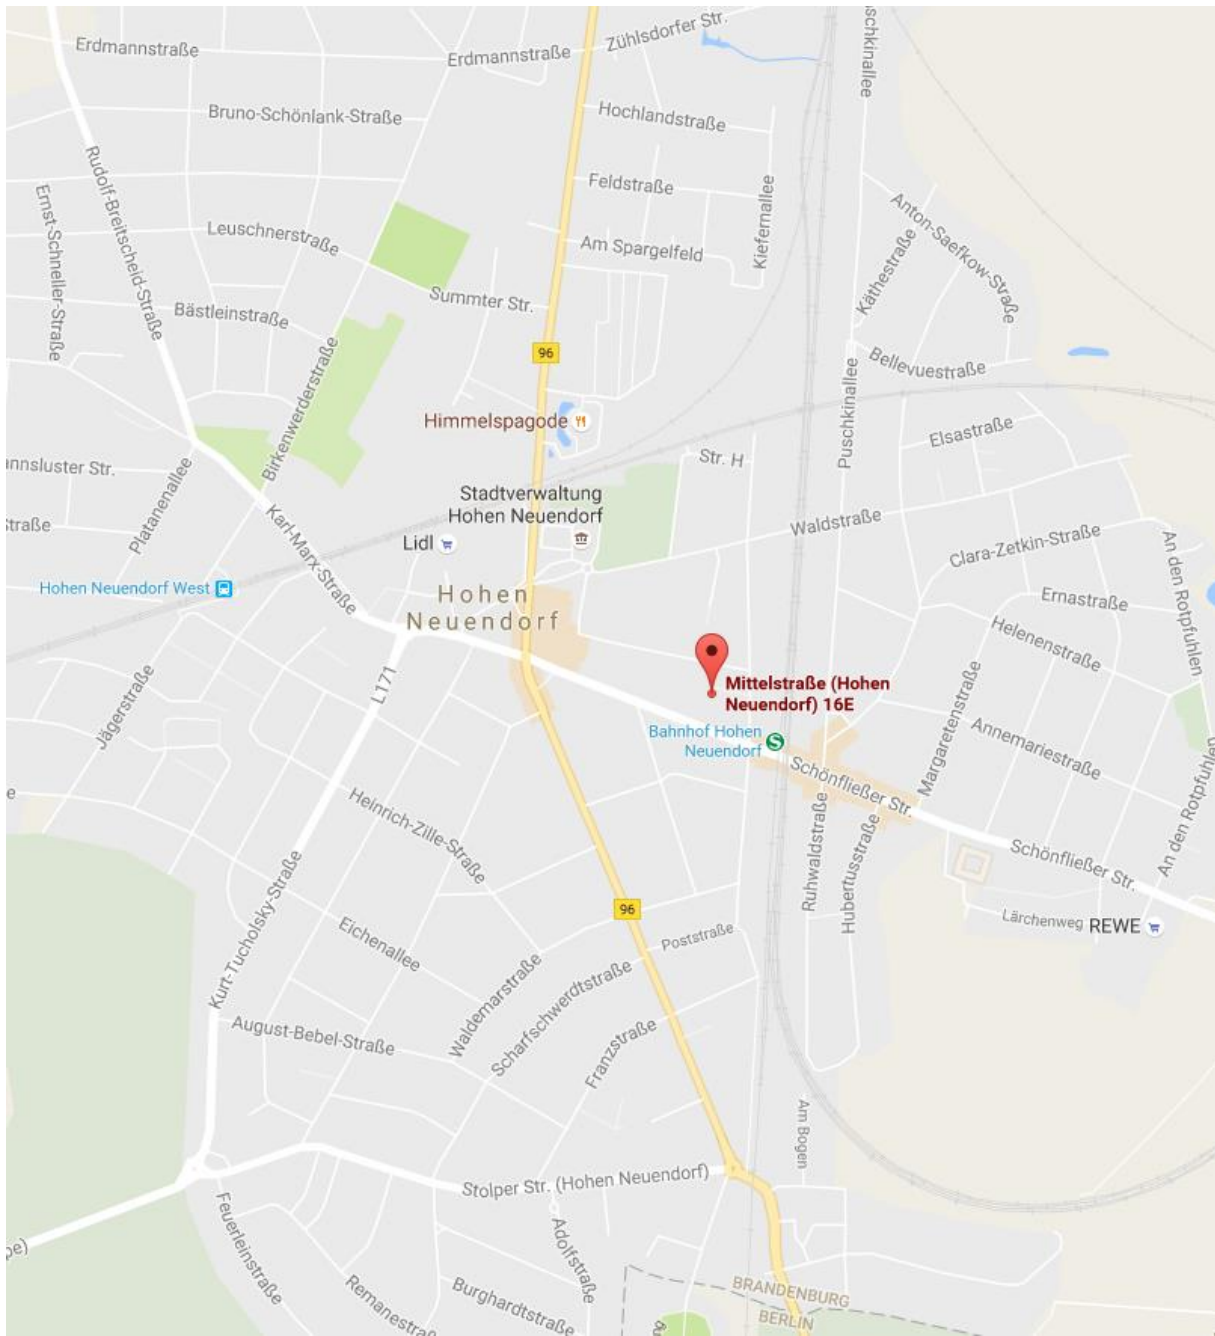 Erdmannstraße
Erdmannstraße
Zühlsdorfer Str.
Bruno-Schönlank-Straße
Hochlandstraße
Rudolf-Breitscheid-Straße
Ernst-Schneller-Straße
Feldstraße
Kiefernallee
Anton-Saefkow-Straße
Käthestraße
Leuschnerstraße
Am Spargelfeld
Summter Str.
Bästleinstraße
96
Birkenwerderstraße
Bellevuestraße
Puschkinallee
Himmelspagode
Elsastraße
Str. H
Platanenallee
Stadtverwaltung
Hohen Neuendorf
Karl-Marx-Straße
Waldstraße
Lidl
Clara-Zetkin-Straße
An den Rotpfuhlen
Hohen Neuendorf West
Hohen
Neuendorf
Ernastraße
Helenenstraße
L171
Jägerstraße
Mittelstraße (Hohen
Neuendorf) 16E
Margaretenstraße
Bahnhof Hohen
Neuendorf
Annemariestraße
Schönfließer Str.
Heinrich-Zille-Straße
Ruhwaldstraße
Hubertusstraße
Schönfließer Str.
Kurt-Tucholsky-Straße
96
Lärchenweg
REWE
Eichenallee
Poststraße
Waldemarstraße
Scharfschwerdtstraße
August-Bebel-Straße
Franzstraße
Am Bogen
Stolper Str. (Hohen Neuendorf)
Feuerleinstraße
Adolfstraße
Burghardtstraße
BRANDENBURG
BERLIN